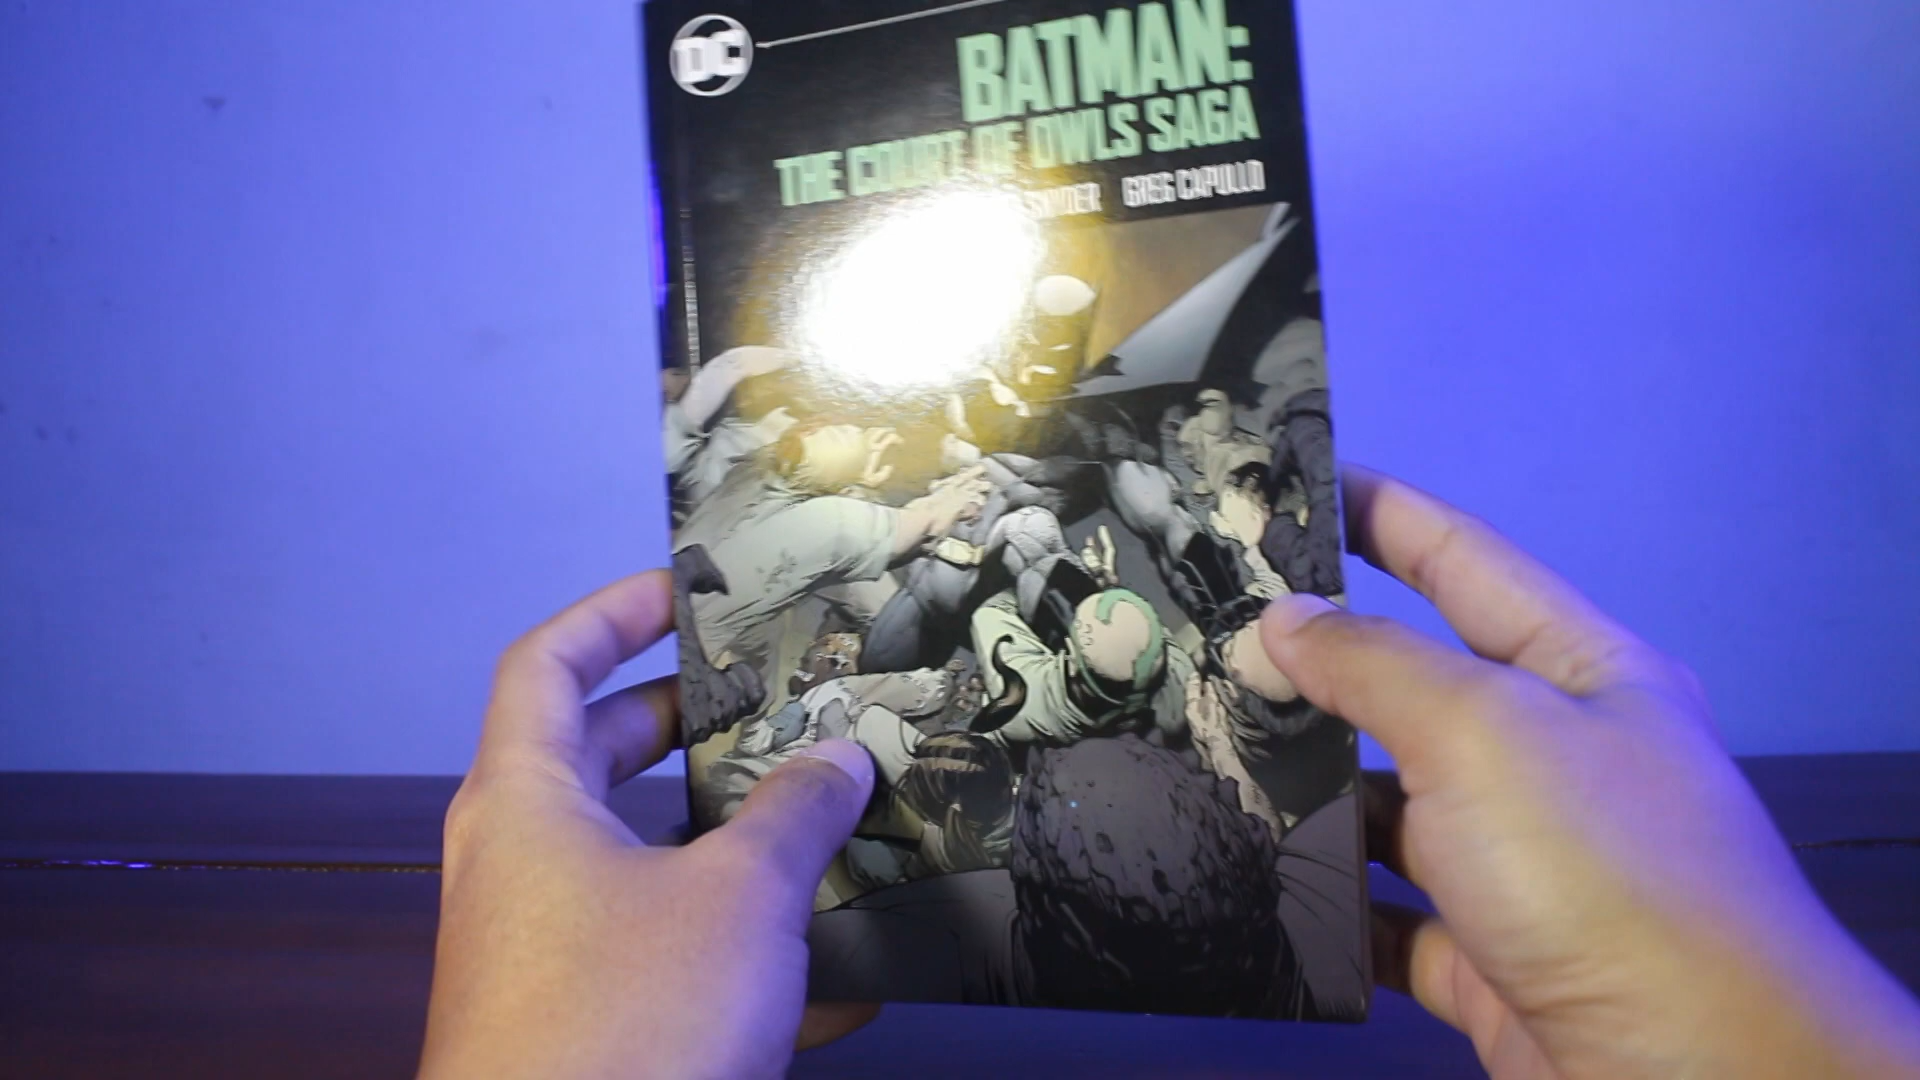 DC
BATMAN:
THE COURT OF OWLS SAGA
SNYDER GREG CAPULLO